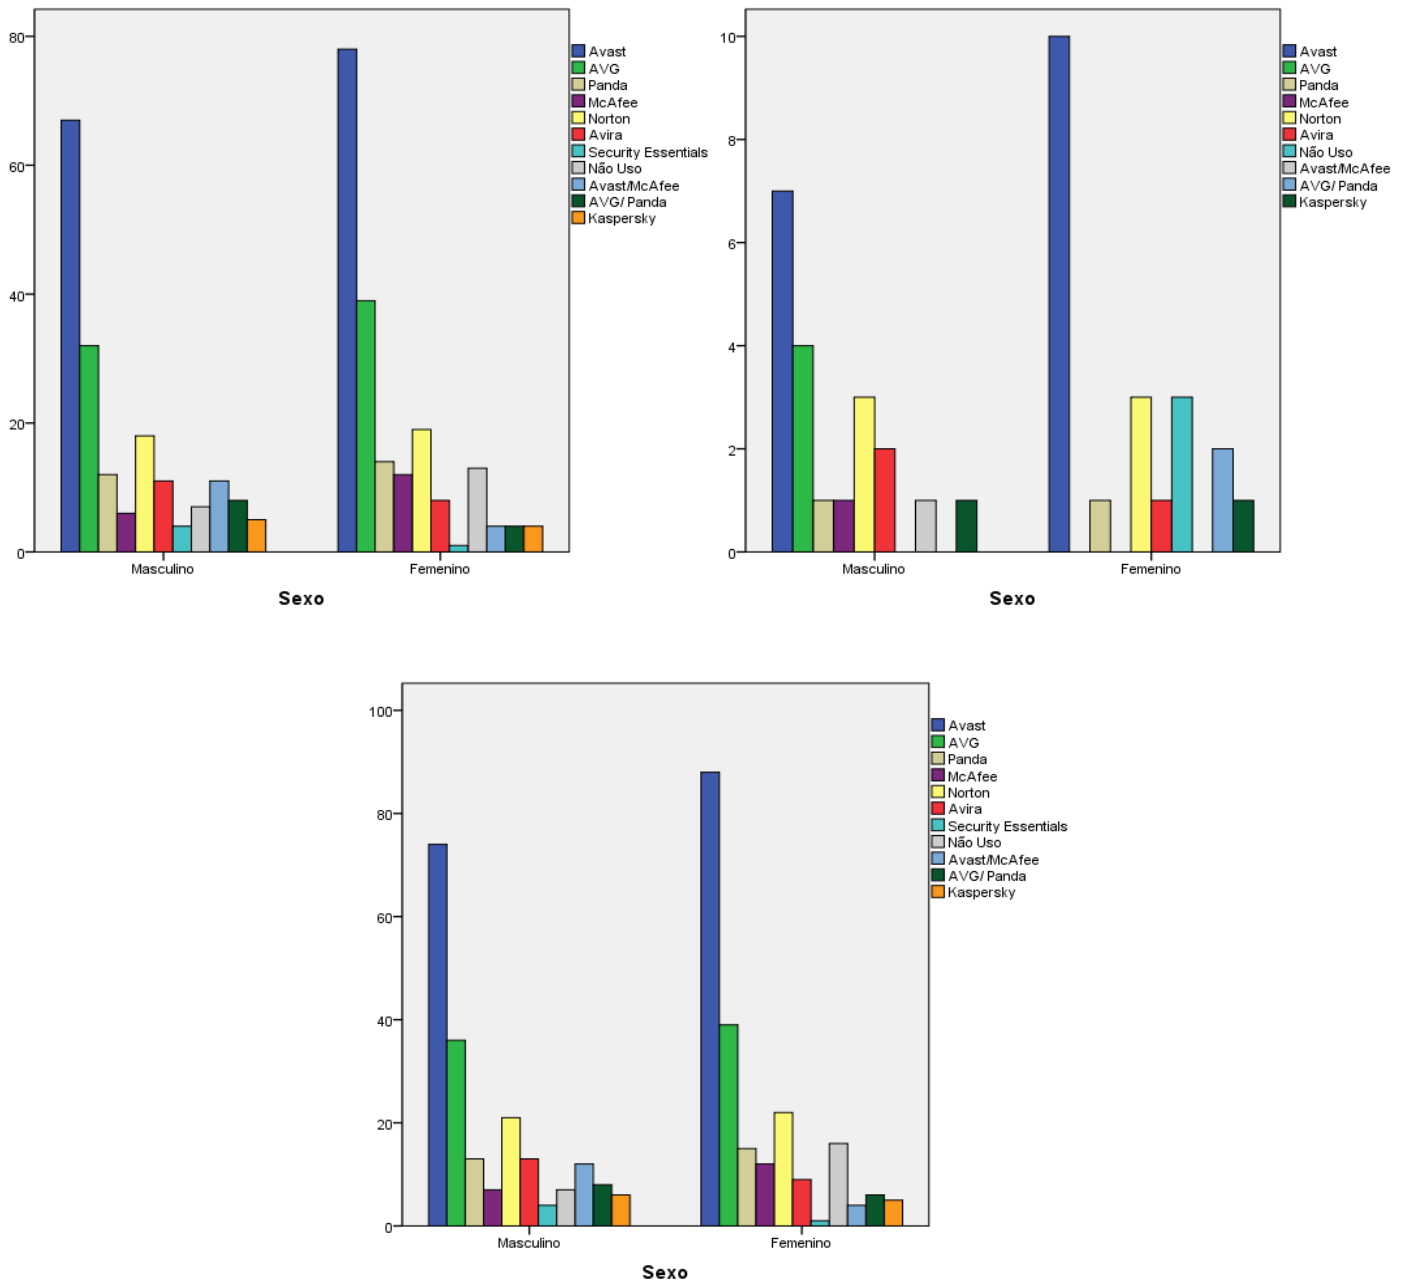 80
60
40
20
0
Masculino
Femenino
Sexo
Avast
AVG
Panda
McAfee
Norton
Avira
Security Essentials
Não Uso
Avast/McAfee
AVG/ Panda
Kaspersky
10
8
6
4
2
0
Masculino
Femenino
Sexo
Avast
AVG
Panda
McAfee
Norton
Avira
Não Uso
Avast/McAfee
AVG/ Panda
Kaspersky
100
80
60
40
20
0
Masculino
Femenino
Sexo
Avast
AVG
Panda
McAfee
Norton
Avira
Security Essentials
Não Uso
Avast/McAfee
AVG/ Panda
Kaspersky